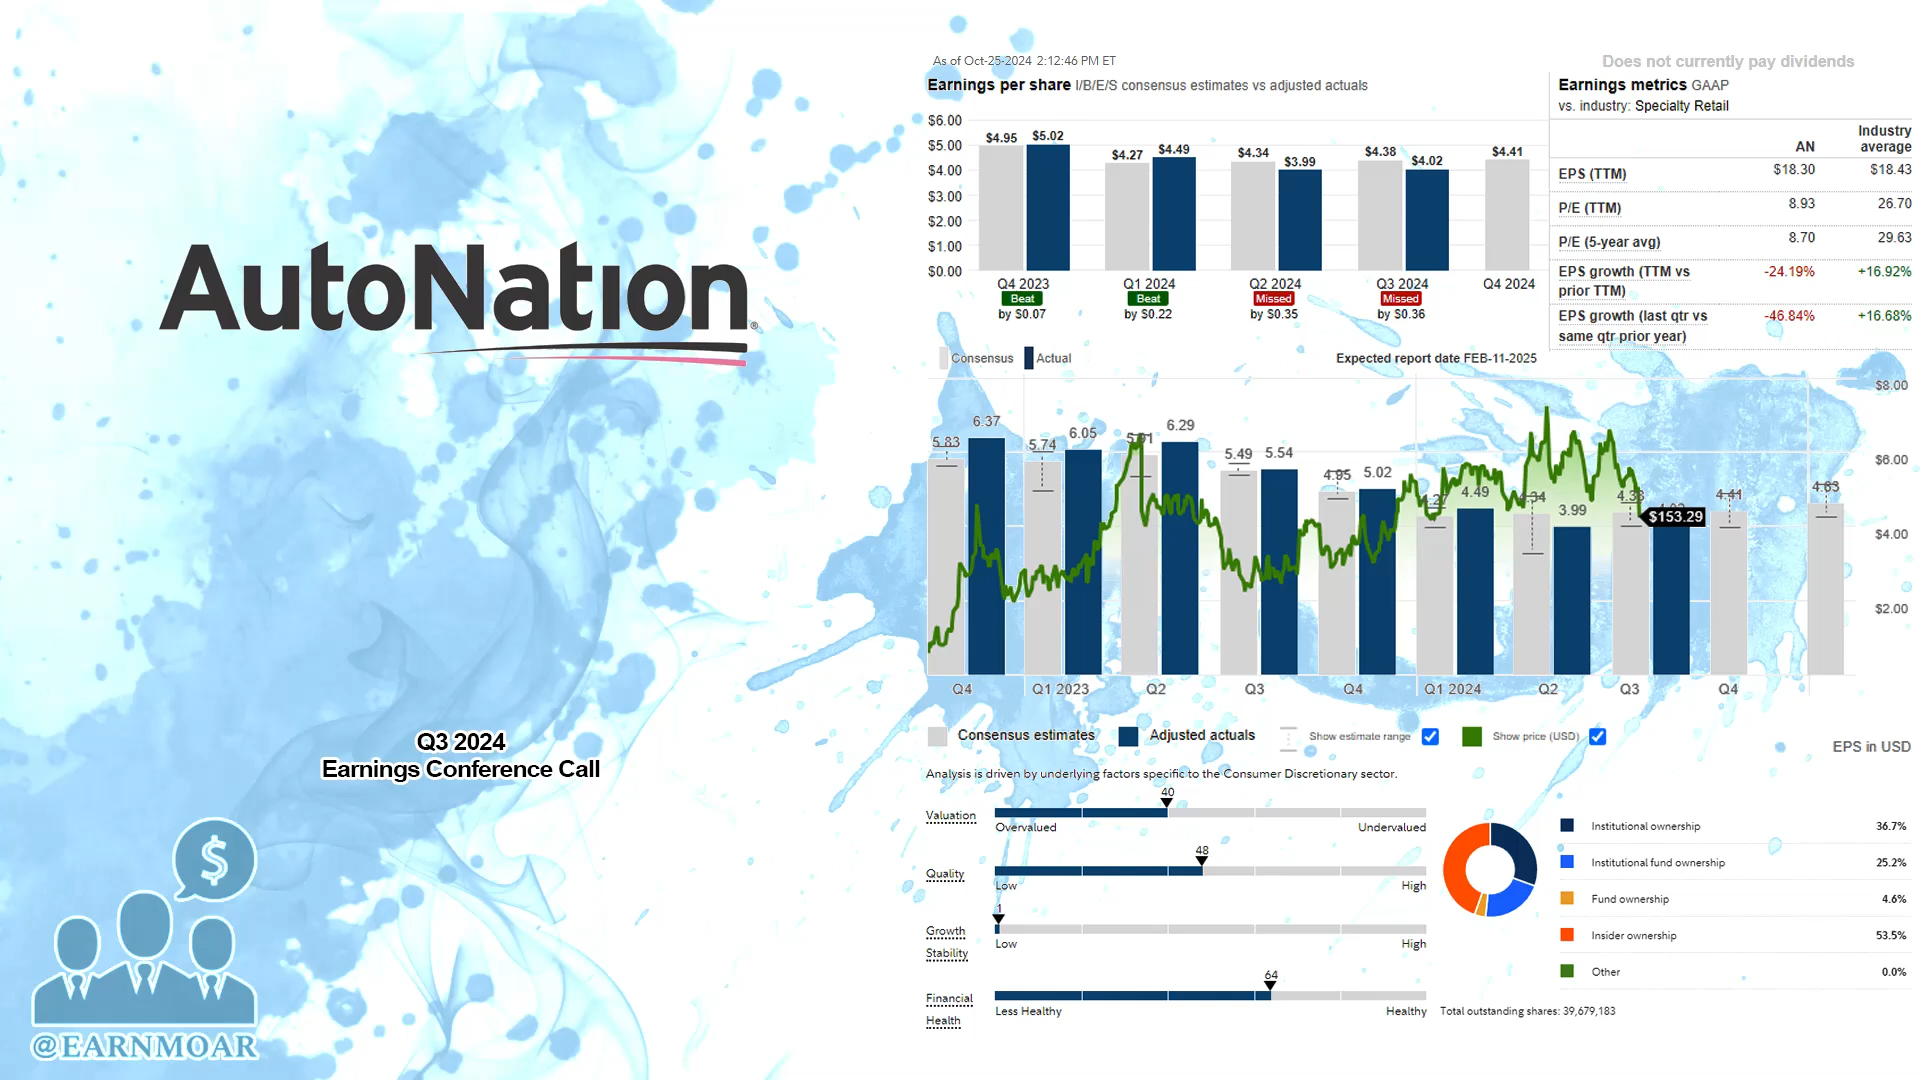 AutoNation
Q3 2024
Earnings Conference Call
$
@EARNMOAR
As of Oct-25-2024 2:12:46 PM ET
Does not currently pay dividends
Earnings per share I/B/E/S consensus estimates vs adjusted actuals
$6.00
$5.00
$4.00
$3.00
$2.00
$1.00
$0.00
$4.95 $5.02
$4.27 $4.49
$4.34 $3.99
$4.38 $4.02
$4.41
Q4 2023 Q1 2024 Q2 2024 Q3 2024 Q4 2024
Beat Beat Missed Missed
by $0.07 by $0.22 by $0.35 by $0.36
Consensus Actual
Expected report date FEB-11-2025
Earnings metrics GAAP
vs. industry: Specialty Retail
AN Industry average
EPS (TTM) $18.30 $18.43
P/E (TTM) 8.93 26.70
P/E (5-year avg) 8.70 29.63
EPS growth (TTM vs prior TTM) -24.19% +16.92%
EPS growth (last qtr vs same qtr prior year) -46.84% +16.68%
$8.00
$6.00
$4.00
$2.00
5.83 6.37
5.74 6.05
6.29
5.49 5.54
4.95 5.02
4.27 4.49
4.34 3.99
4.38
$153.29
4.41
4.63
Q4 Q1 2023 Q2 Q3 Q4 Q1 2024 Q2 Q3 Q4
Consensus estimates Adjusted actuals Show estimate range Show price (USD)
EPS in USD
Analysis is driven by underlying factors specific to the Consumer Discretionary sector.
Valuation
40
Overvalued Undervalued
Quality
48
Low High
Growth
Stability
1
Low High
Financial
Health
64
Less Healthy Healthy
Institutional ownership 36.7%
Institutional fund ownership 25.2%
Fund ownership 4.6%
Insider ownership 53.5%
Other 0.0%
Total outstanding shares: 39,679,183